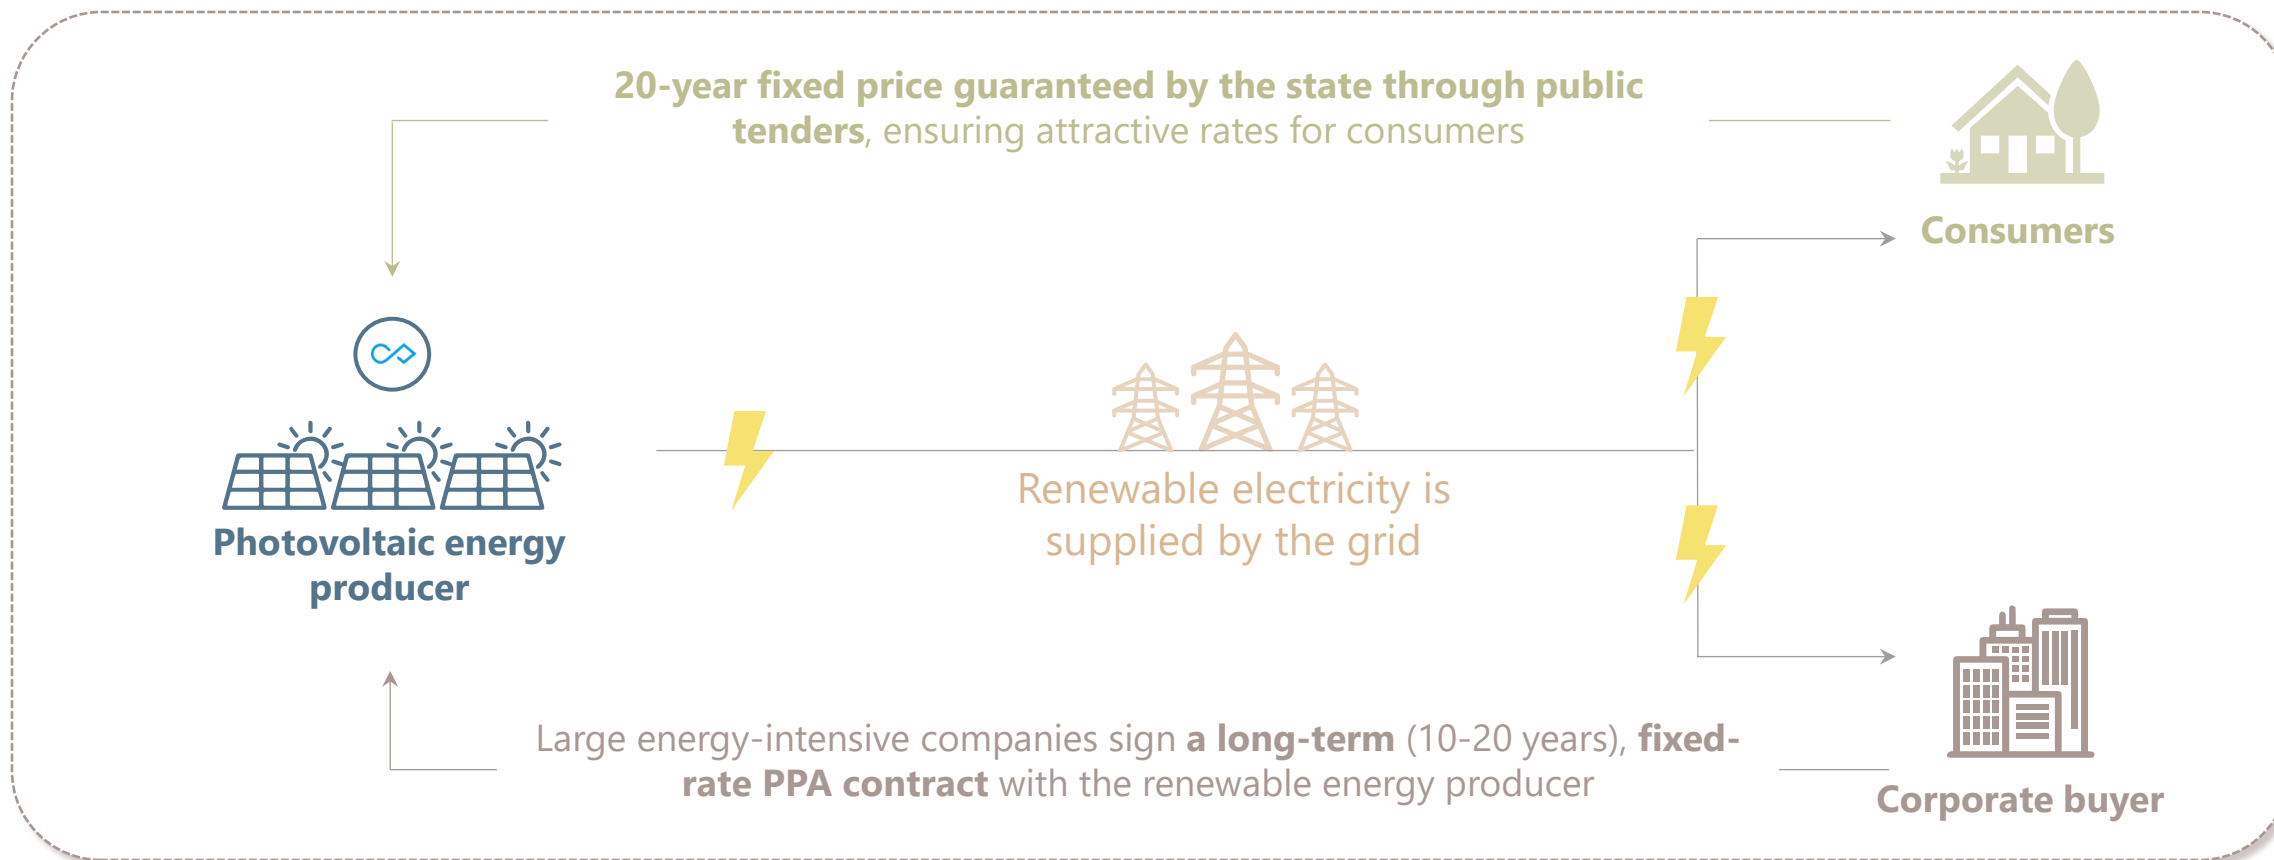 20-year fixed price guaranteed by the state through public
tenders, ensuring attractive rates for consumers
Consumers
Renewable electricity is
supplied by the grid
Photovoltaic energy
producer
Large energy-intensive companies sign a long-term (10-20 years), fixed-
rate PPA contract with the renewable energy producer
Corporate buyer